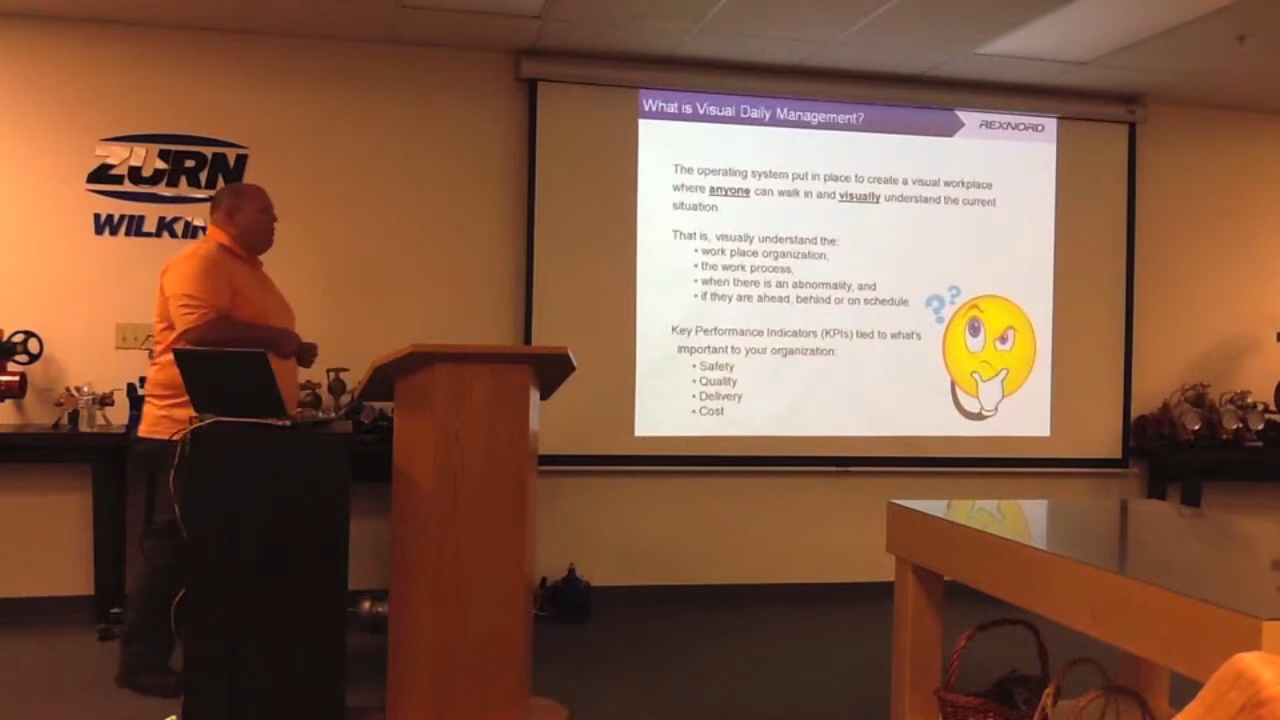 ZURN
WILKIN
What is Visual Daily Management?
REXNORD
The operating system put in place to create a visual workplace
where anyone can walk in and visually understand the current
situation.
That is, visually understand the:
• work place organization,
• the work process,
• when there is an abnormality, and
• if they are ahead, behind or on schedule
??
Key Performance Indicators (KPIs) tied to what's
important to your organization:
• Safety
• Quality
• Delivery
• Cost